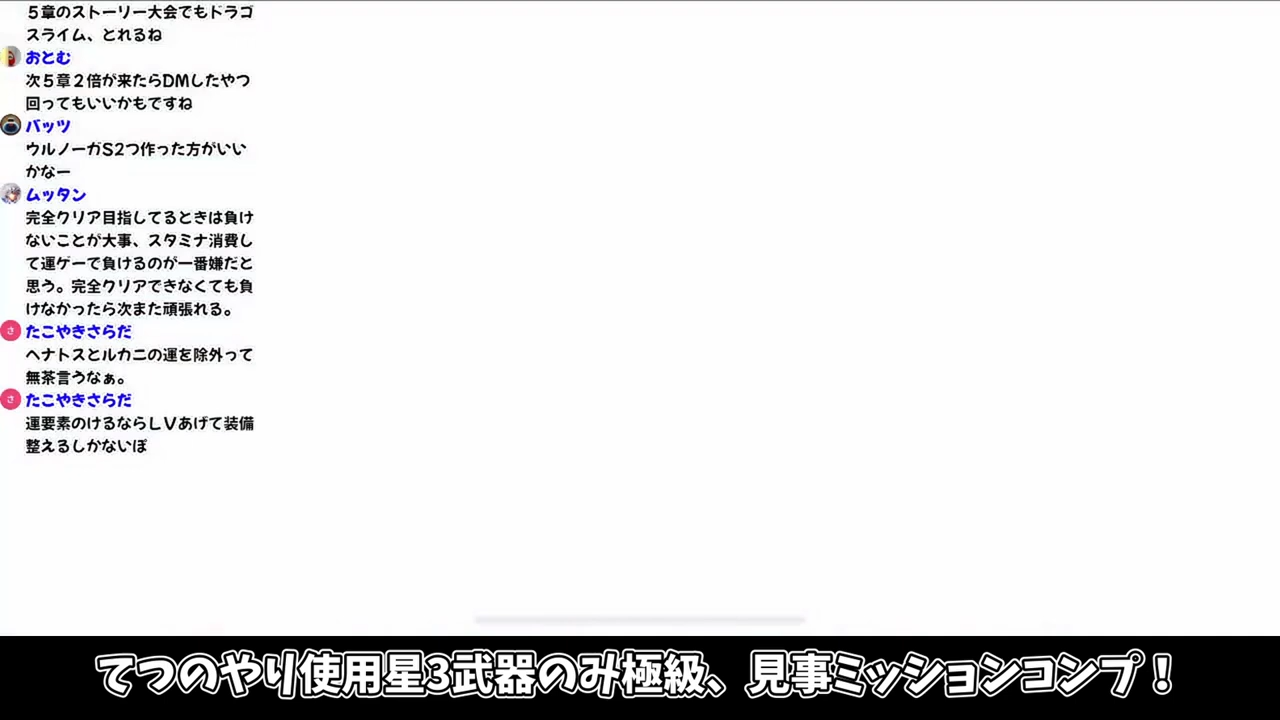 ５章のストーリー大会でもドラゴ
スライム、とれるね
おとむ
次５章２倍が来たらDMしたやつ
回ってもいいかもですね
バッツ
ウルノーガS2つ作った方がいい
かなー
ムッタン
完全クリア目指してるときは負け
ないことが大事、スタミナ消費し
て運ゲーで負けるのが一番嫌だと
思う。完全クリアできなくても負
けなかったら次また頑張れる。
さ たこやきさらだ
ヘナトスとルカニの運を除外って
無茶言うなぁ。
さ たこやきさらだ
運要素のけるならしＶあげて装備
整えるしかないぽ
てつのやり使用星3武器のみ極級、見事ミッションコンプ！